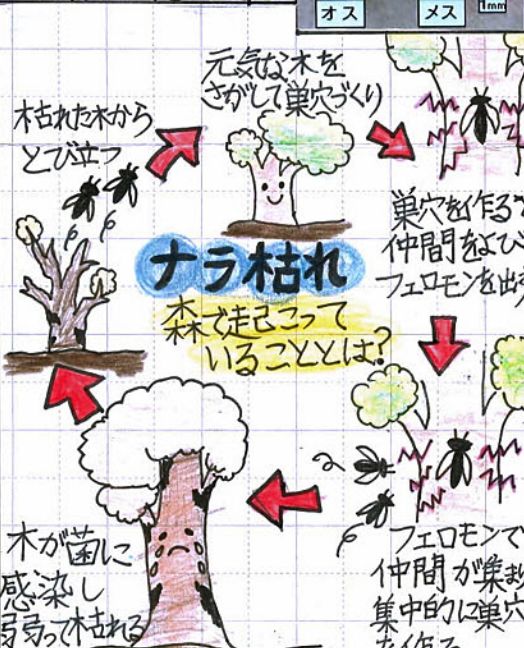 オス
メス
1mm
元気な木を
さがして巣穴づくり
枯れた木から
とび立つ
巣穴を作る
仲間をよび
フェロモンを出
ナラ枯れ
森で起こって
いることとは?
フェロモンで
仲間が集ま
集中的に巣穴
を作る
木が菌に
感染し
弱って枯れる